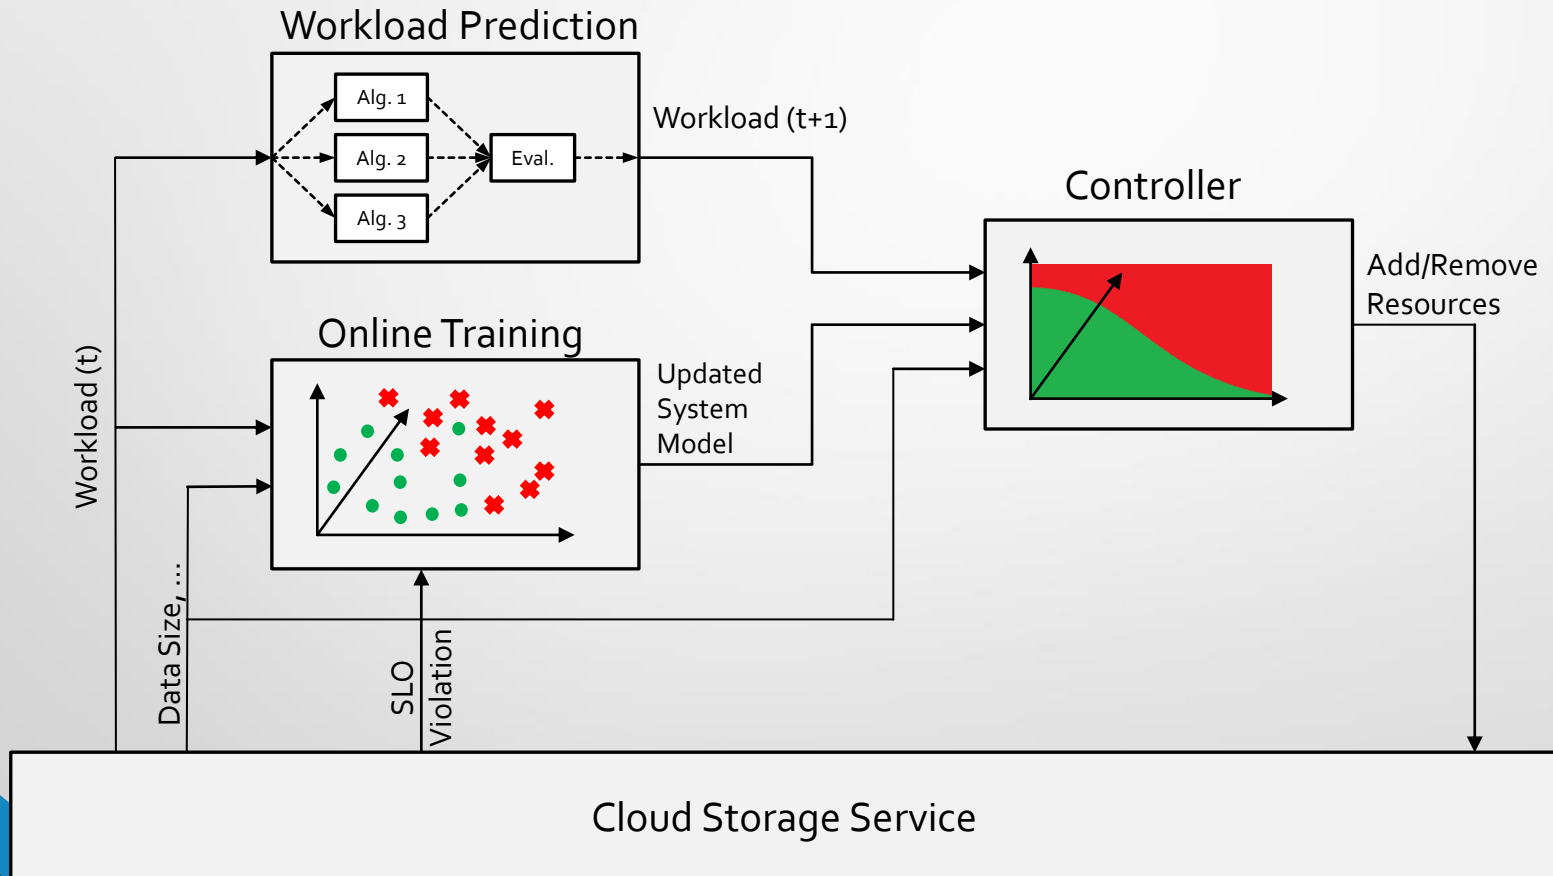 Workload Prediction
Alg. 1
Alg. 2
Alg. 3
Eval.
Workload (t+1)
Controller
Add/Remove
Resources
Online Training
Updated
System
Model
Workload (t)
Data Size, ...
SLO
Violation
Cloud Storage Service